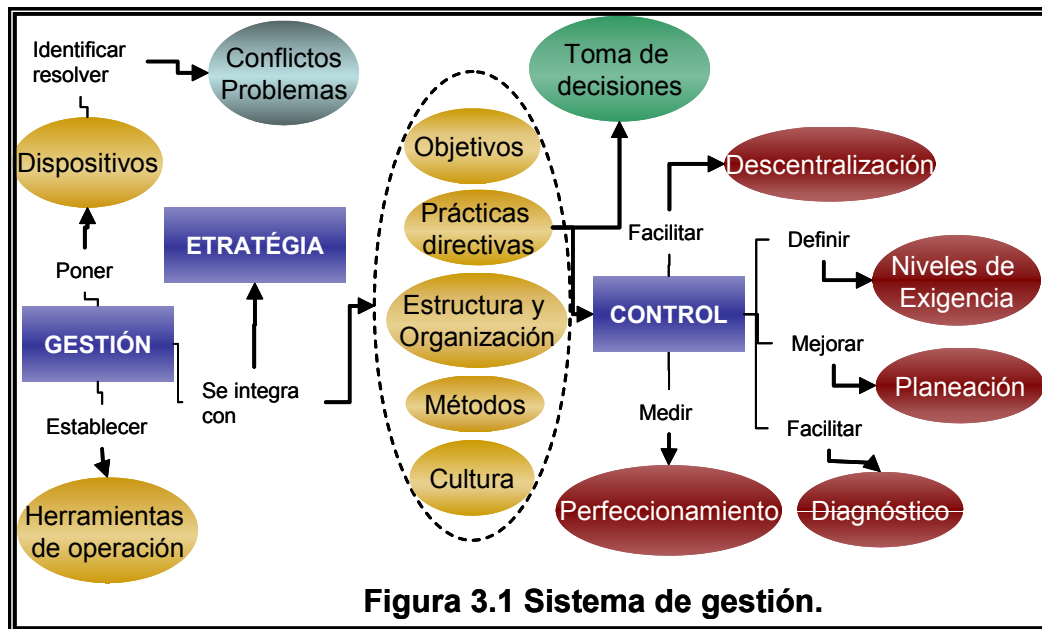 Identificar
resolver
Conflictos
Problemas
Toma de
decisiones
Dispositivos
Objetivos
Descentralización
Prácticas
directivas
Facilitar
Definir
Niveles de
Exigencia
ETRATÉGIA
Poner
Estructura y
Organización
CONTROL
GESTIÓN
Mejorar
Planeación
Se integra
con
Métodos
Medir
Establecer
Facilitar
Cultura
Herramientas
de operación
Perfeccionamiento
Diagnóstico
Figura 3.1 Sistema de gestión.